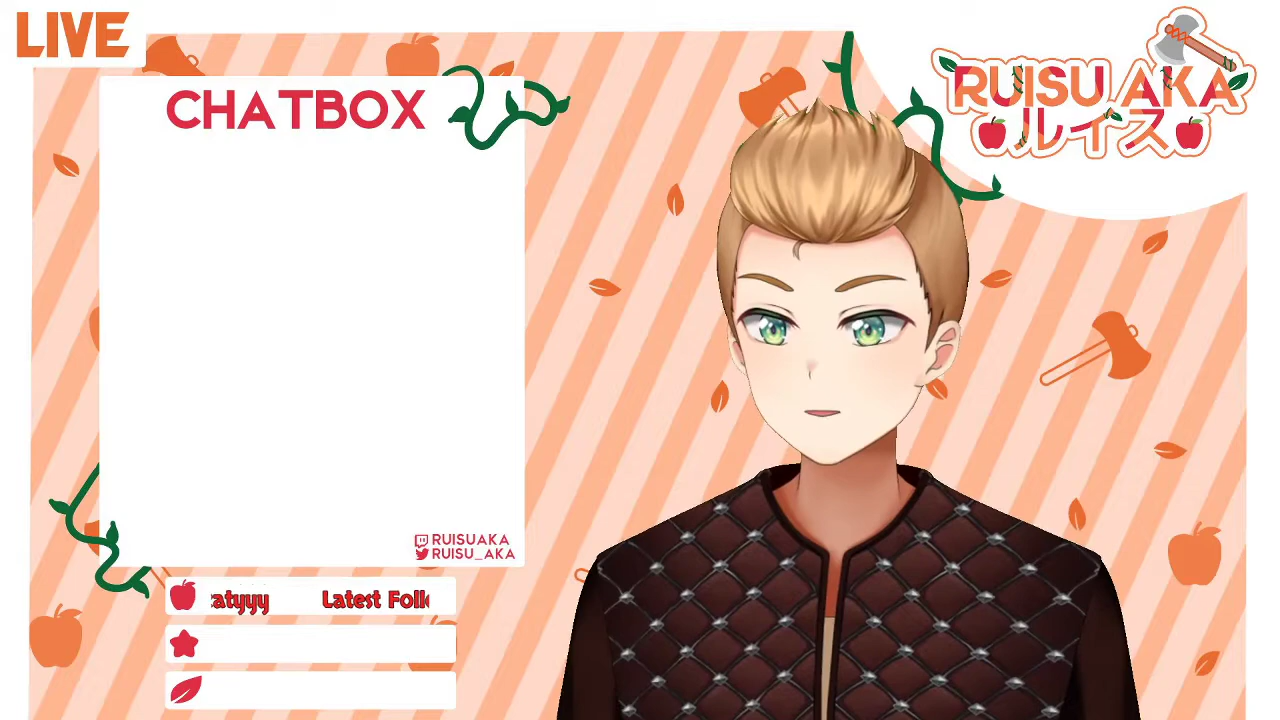 LIVE
RUISU AKA
ルイス
CHATBOX
RUISUAKA
RUISU_AKA
atyyy Latest Foll